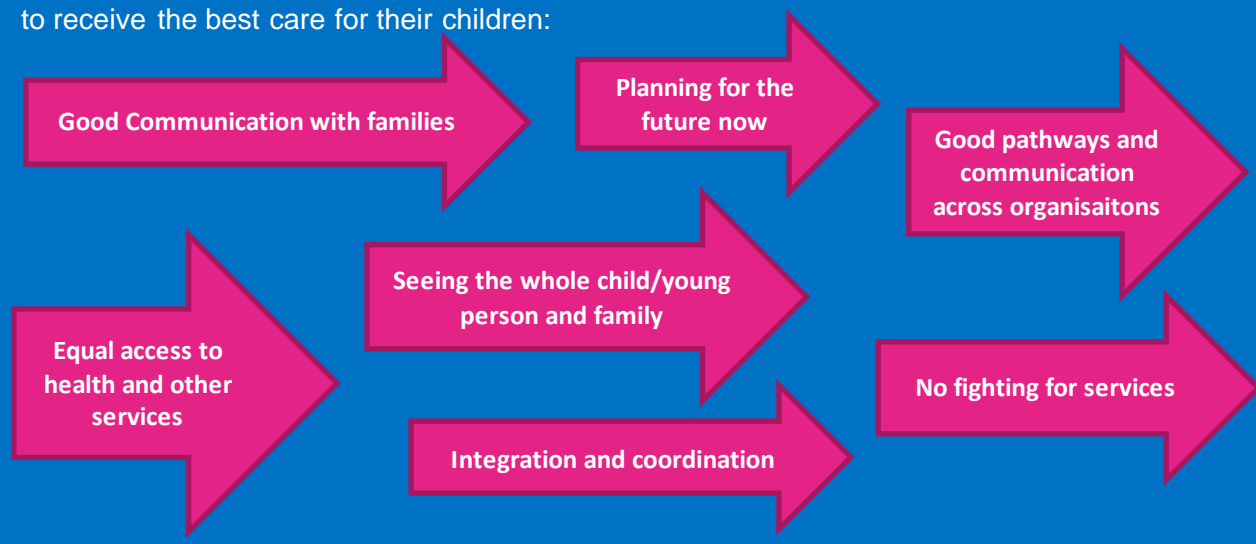 to receive the best care for their children:
Good Communication with families
Planning for the
future now
Good pathways and
communication
across organisaitons
Seeing the whole child/young
person and family
Equal access to
health and other
services
No fighting for services
Integration and coordination